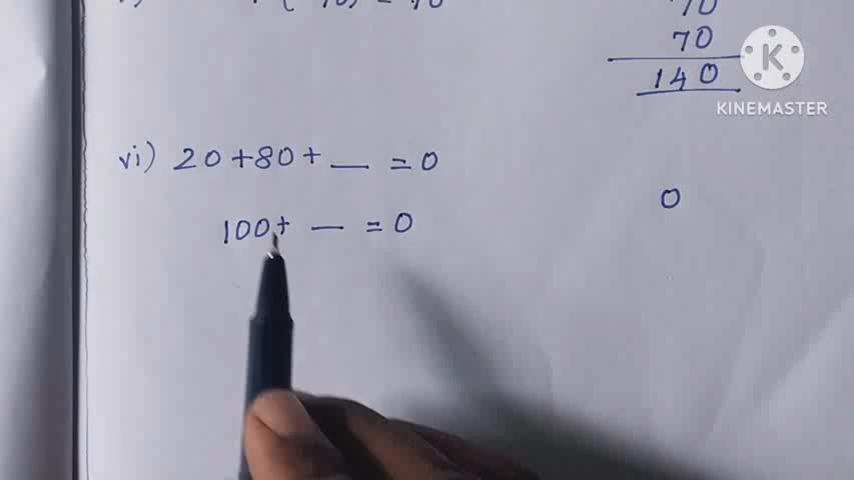 70
140
KINEMASTER
vi) 20+80+ __ =0
0
100+ __ =0